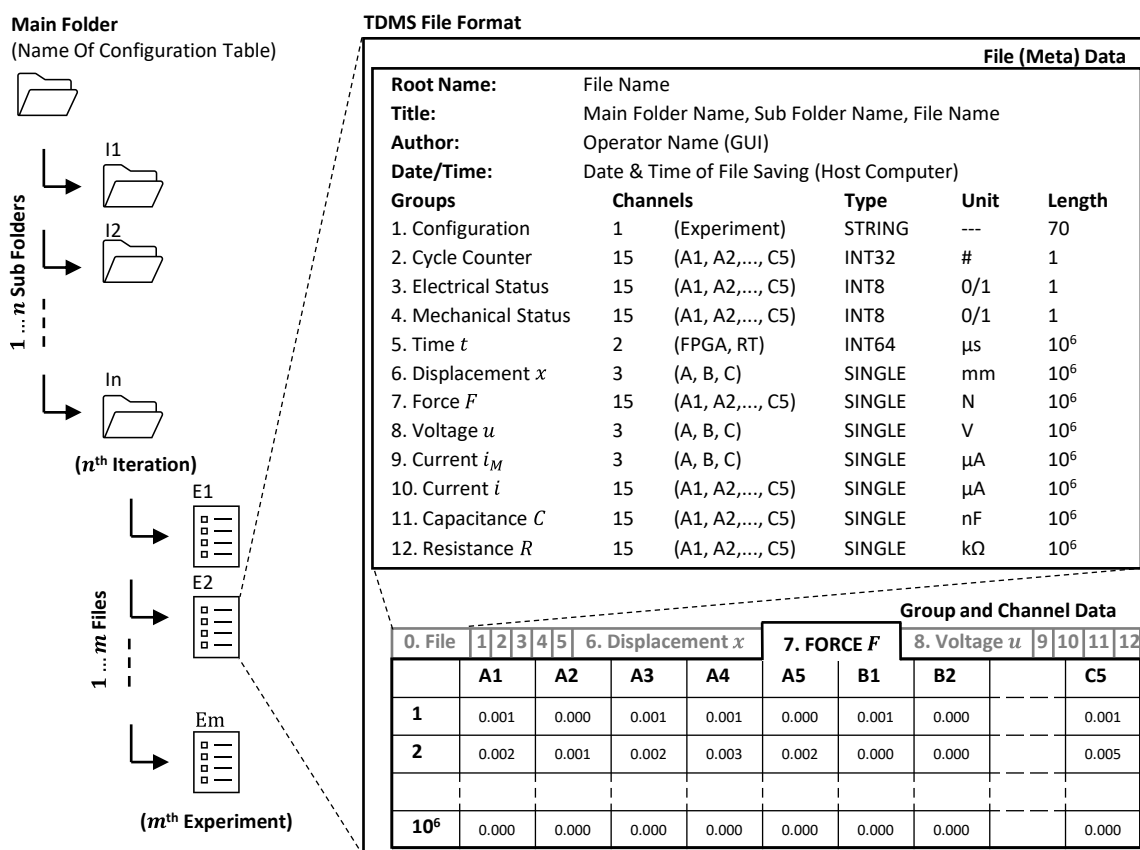 Main Folder
(Name Of Configuration Table)
I1
I2
1 … n Sub Folders
In
(nth Iteration)
E1
E2
1 … m Files
Em
(mth Experiment)
TDMS File Format
File (Meta) Data
Root Name: File Name
Title: Main Folder Name, Sub Folder Name, File Name
Author: Operator Name (GUI)
Date/Time: Date & Time of File Saving (Host Computer)
Groups Channels Type Unit Length
1. Configuration 1 (Experiment) STRING --- 70
2. Cycle Counter 15 (A1, A2,..., C5) INT32 # 1
3. Electrical Status 15 (A1, A2,..., C5) INT8 0/1 1
4. Mechanical Status 15 (A1, A2,..., C5) INT8 0/1 1
5. Time t 2 (FPGA, RT) INT64 µs 10⁶
6. Displacement x 3 (A, B, C) SINGLE mm 10⁶
7. Force F 15 (A1, A2,..., C5) SINGLE N 10⁶
8. Voltage u 3 (A, B, C) SINGLE V 10⁶
9. Current i_M 3 (A, B, C) SINGLE µA 10⁶
10. Current i 15 (A1, A2,..., C5) SINGLE µA 10⁶
11. Capacitance C 15 (A1, A2,..., C5) SINGLE nF 10⁶
12. Resistance R 15 (A1, A2,..., C5) SINGLE kΩ 10⁶
Group and Channel Data
0. File 1 2 3 4 5 6. Displacement x 7. FORCE F 8. Voltage u 9 10 11 12
A1 A2 A3 A4 A5 B1 B2 C5
1 0.001 0.000 0.001 0.001 0.000 0.001 0.000 0.001
2 0.002 0.001 0.002 0.003 0.002 0.000 0.000 0.005
10⁶ 0.000 0.000 0.000 0.000 0.000 0.000 0.000 0.000